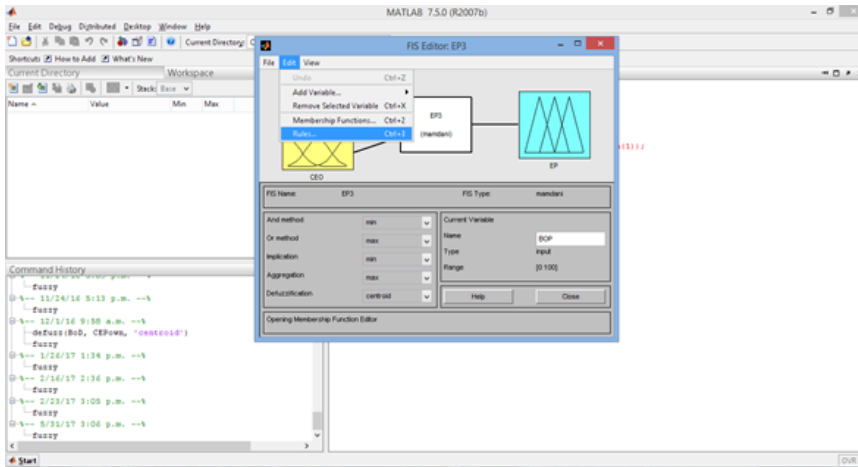 MATLAB 7.5.0 (R2007b)
File Edit Debug Distributed Desktop Window Help
Current Directory:
Shortcuts How to Add What's New
Current Directory Workspace
Stack: Base
Name Value Min Max
FIS Editor: EP3
File Edit View
Undo Ctrl+Z
Add Variable...
Remove Selected Variable Ctrl+X
Membership Functions... Ctrl+2
Rules... Ctrl+3
EP3
(mamdani)
CEO
EP
(1));
FIS Name: EP3 FIS Type: mamdani
And method min
Or method max
Implication min
Aggregation max
Defuzzification centroid
Current Variable
Name BOP
Type input
Range [0 100]
Help Close
Opening Membership Function Editor
Command History
fuzzy
%-- 11/24/16 5:13 p.m. --%
fuzzy
%-- 12/1/16 9:58 a.m. --%
defuzz(BoD, CEPown, 'centroid')
fuzzy
%-- 1/26/17 1:34 p.m. --%
fuzzy
%-- 2/16/17 2:36 p.m. --%
fuzzy
%-- 2/23/17 3:05 p.m. --%
fuzzy
%-- 5/31/17 3:06 p.m. --%
fuzzy
Start
OVR